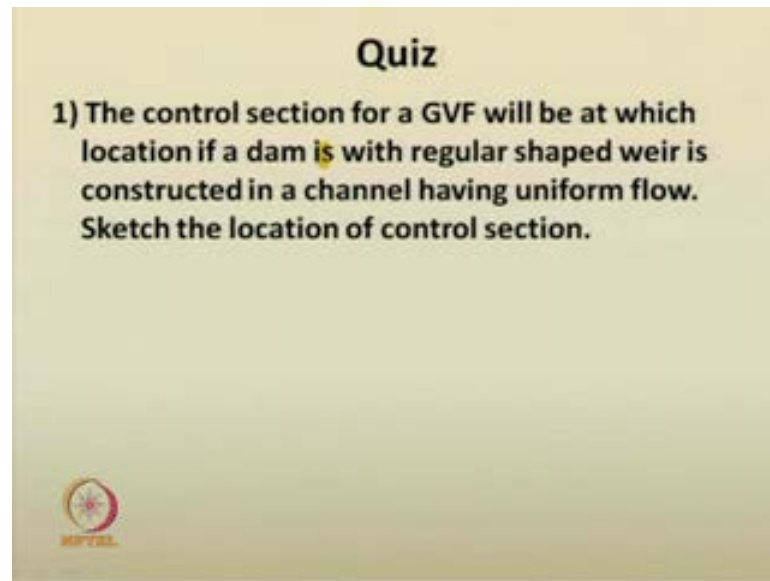 Quiz
1) The control section for a GVF will be at which
location if a dam is with regular shaped weir is
constructed in a channel having uniform flow.
Sketch the location of control section.
NPTEL